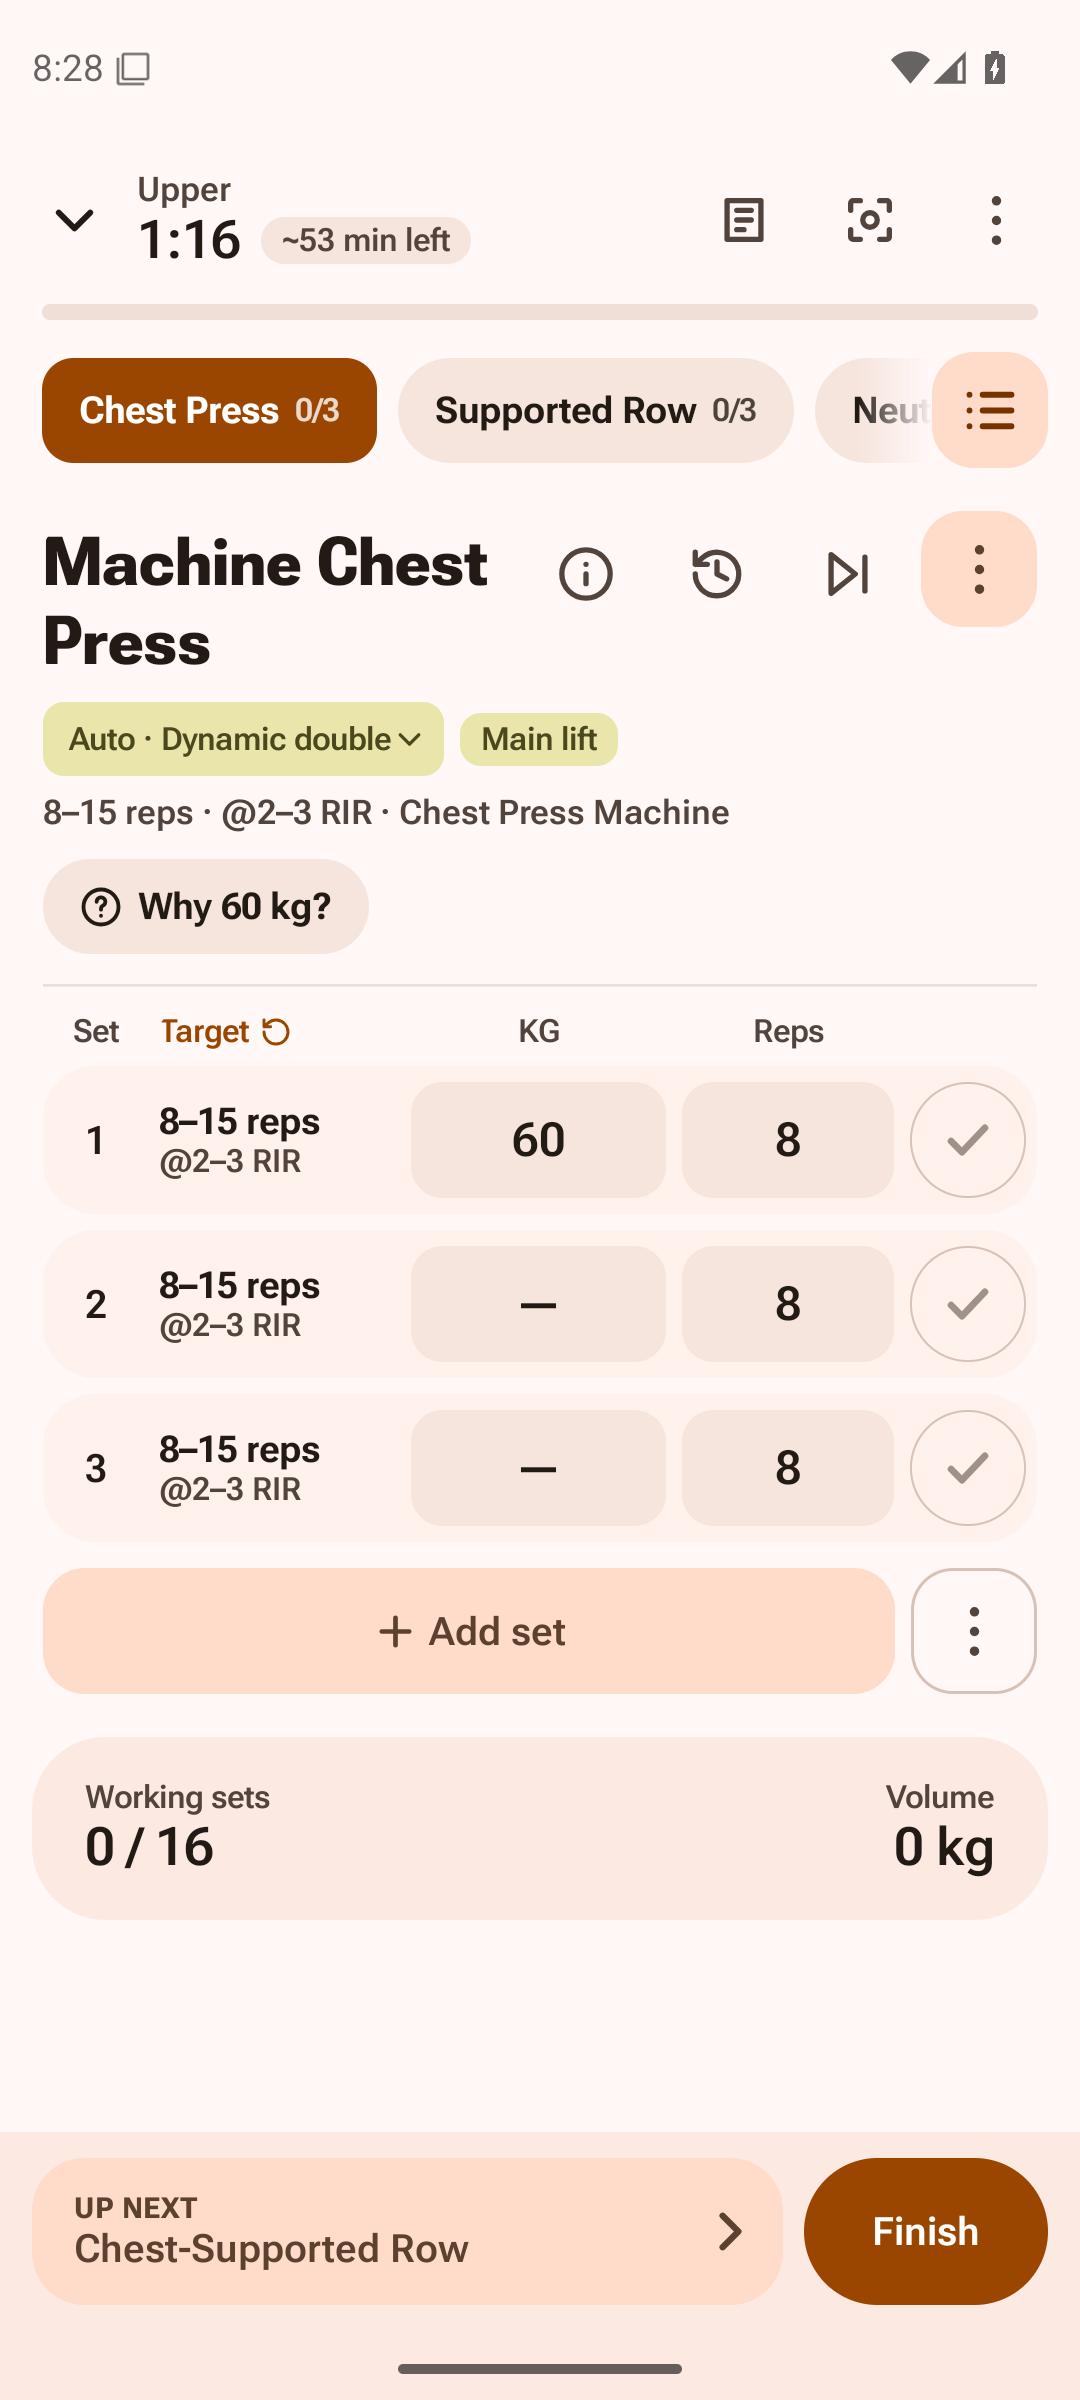 8:28
Upper
1:16 ~53 min left
Chest Press 0/3 Supported Row 0/3 Neut
Machine Chest
Press
Auto · Dynamic double Main lift
8–15 reps · @2–3 RIR · Chest Press Machine
Why 60 kg?
Set Target KG Reps
1 8–15 reps 60 8
@2–3 RIR
2 8–15 reps — 8
@2–3 RIR
3 8–15 reps — 8
@2–3 RIR
+ Add set
Working sets Volume
0 / 16 0 kg
UP NEXT
Chest-Supported Row
Finish